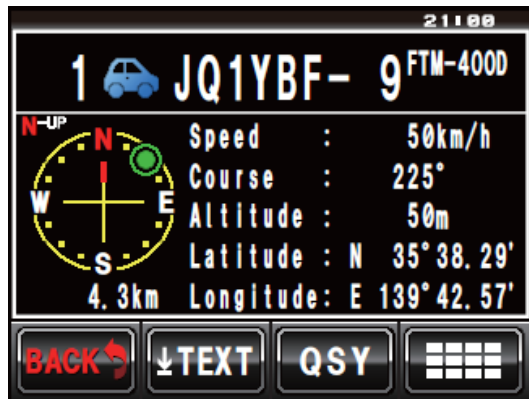 21:00
1 JQ1YBF- 9 FTM-400D
N-UP
N
W E
S
4.3km
Speed : 50km/h
Course : 225°
Altitude : 50m
Latitude : N 35°38.29'
Longitude: E 139°42.57'
BACK TEXT QSY